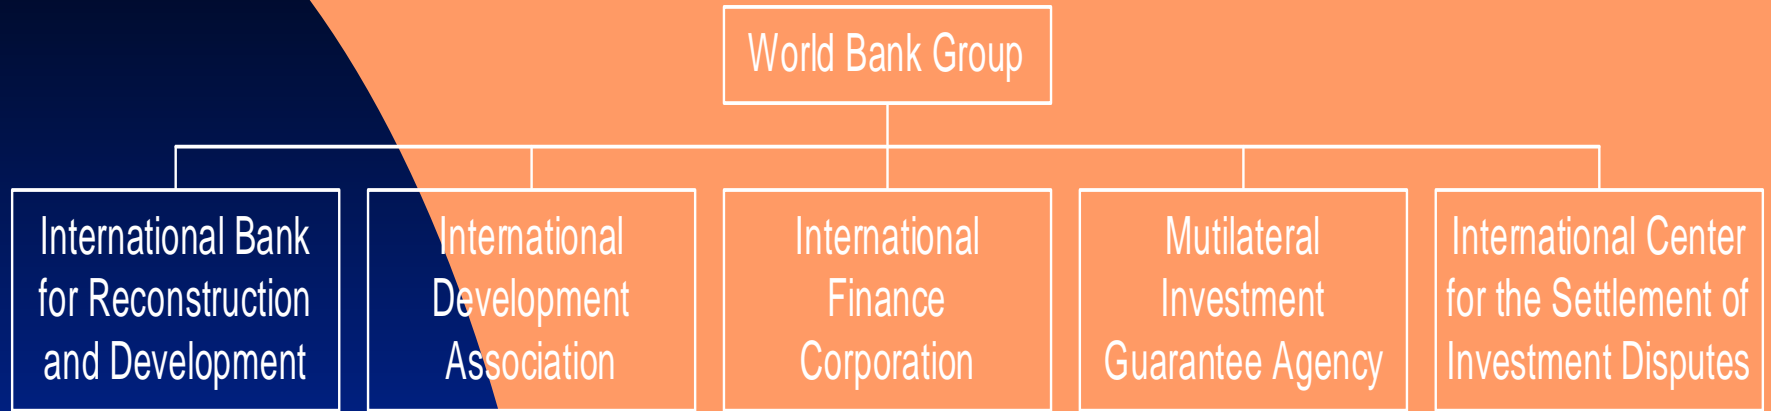 World Bank Group
International Bank
for Reconstruction
and Development
International
Development
Association
International
Finance
Corporation
Mutilateral
Investment
Guarantee Agency
International Center
for the Settlement of
Investment Disputes